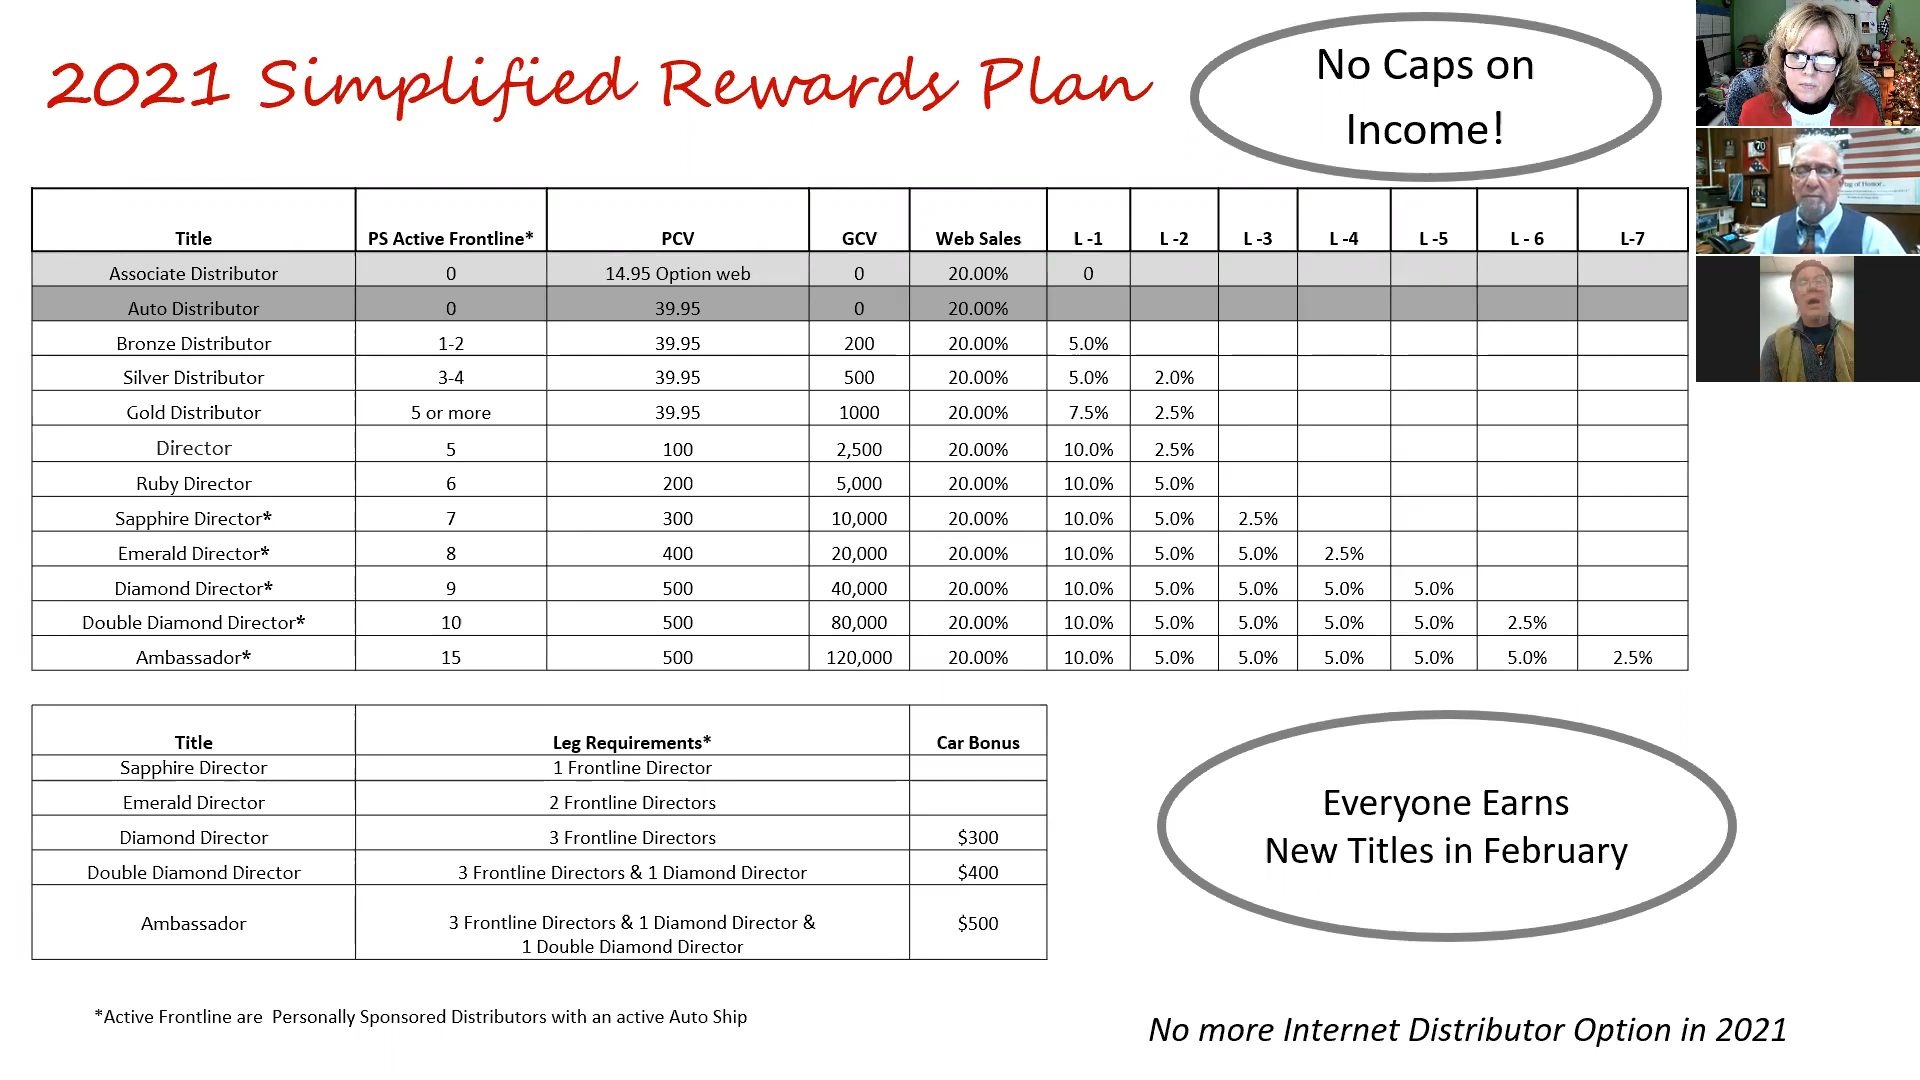 2021 Simplified Rewards Plan
No Caps on
Income!
Title PS Active Frontline* PCV GCV Web Sales L -1 L -2 L -3 L -4 L -5 L - 6 L-7
Associate Distributor 0 14.95 Option web 0 20.00% 0
Auto Distributor 0 39.95 0 20.00%
Bronze Distributor 1-2 39.95 200 20.00% 5.0%
Silver Distributor 3-4 39.95 500 20.00% 5.0% 2.0%
Gold Distributor 5 or more 39.95 1000 20.00% 7.5% 2.5%
Director 5 100 2,500 20.00% 10.0% 2.5%
Ruby Director 6 200 5,000 20.00% 10.0% 5.0%
Sapphire Director* 7 300 10,000 20.00% 10.0% 5.0% 2.5%
Emerald Director* 8 400 20,000 20.00% 10.0% 5.0% 5.0% 2.5%
Diamond Director* 9 500 40,000 20.00% 10.0% 5.0% 5.0% 5.0% 5.0%
Double Diamond Director* 10 500 80,000 20.00% 10.0% 5.0% 5.0% 5.0% 5.0% 2.5%
Ambassador* 15 500 120,000 20.00% 10.0% 5.0% 5.0% 5.0% 5.0% 5.0% 2.5%
Title Leg Requirements* Car Bonus
Sapphire Director 1 Frontline Director
Emerald Director 2 Frontline Directors
Diamond Director 3 Frontline Directors $300
Double Diamond Director 3 Frontline Directors & 1 Diamond Director $400
Ambassador 3 Frontline Directors & 1 Diamond Director & $500
1 Double Diamond Director
Everyone Earns
New Titles in February
*Active Frontline are Personally Sponsored Distributors with an active Auto Ship
No more Internet Distributor Option in 2021